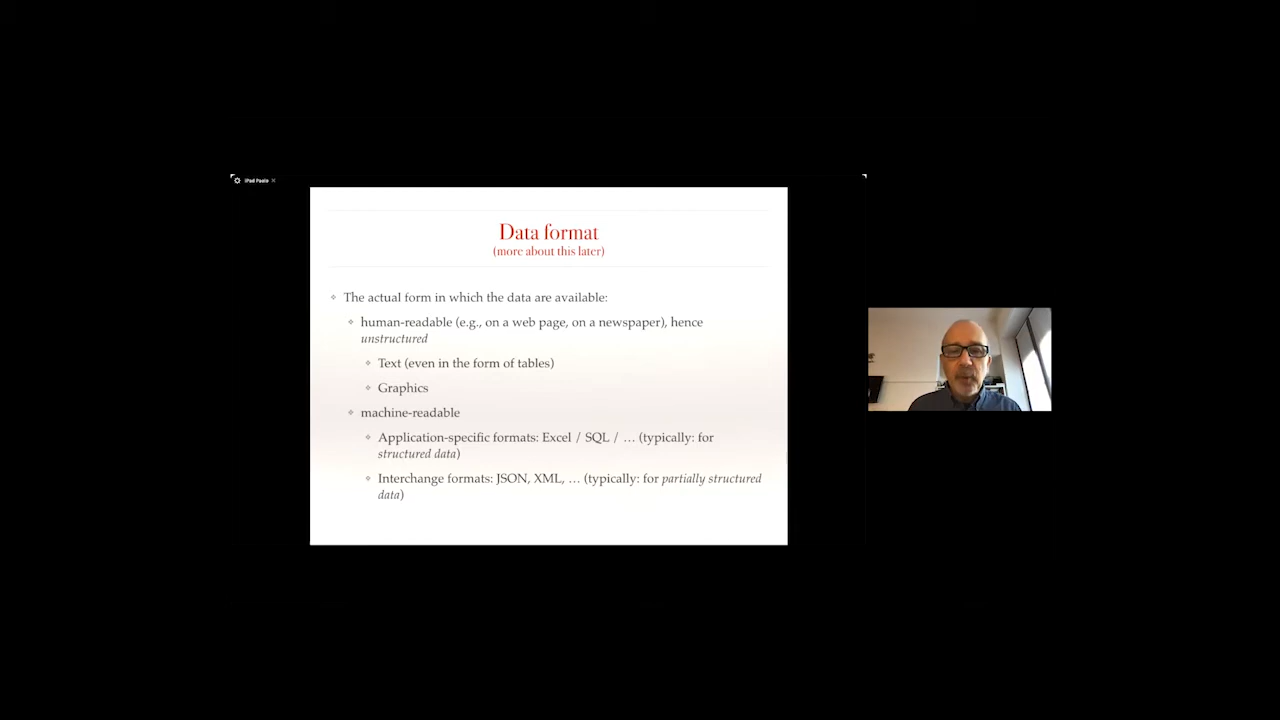 iPad Paolo
Data format
(more about this later)
The actual form in which the data are available:
human-readable (e.g., on a web page, on a newspaper), hence
unstructured
Text (even in the form of tables)
Graphics
machine-readable
Application-specific formats: Excel / SQL / … (typically: for
structured data)
Interchange formats: JSON, XML, … (typically: for partially structured
data)